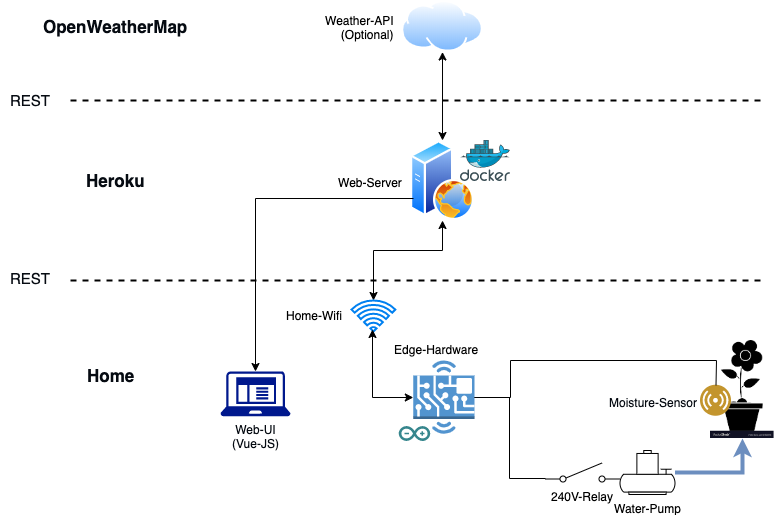 OpenWeatherMap
Weather-API
(Optional)
REST
Heroku
docker
Web-Server
REST
Home-Wifi
Home
Edge-Hardware
Moisture-Sensor
Web-UI
(Vue-JS)
240V-Relay
Water-Pump